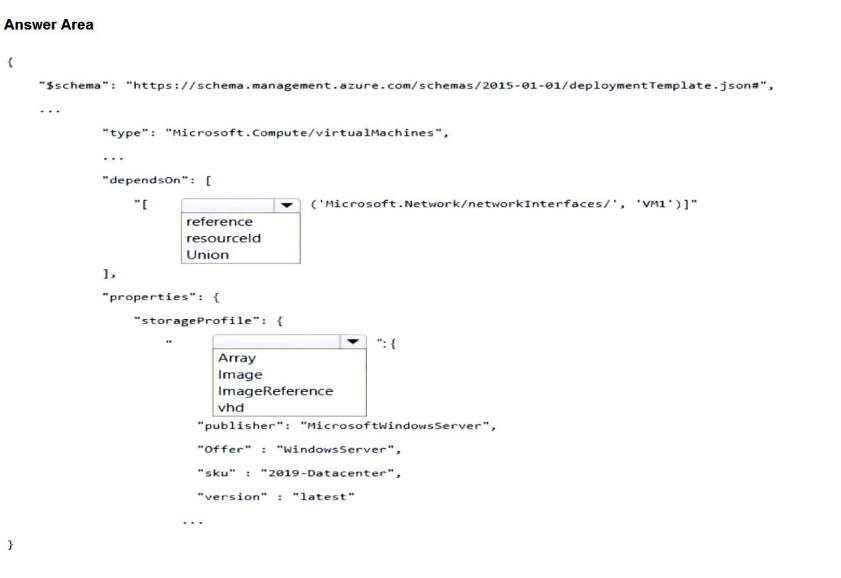 Answer Area
{
"$schema": "https://schema.management.azure.com/schemas/2015-01-01/deploymentTemplate.json#",
...
"type": "Microsoft.Compute/virtualMachines",
...
"dependsOn": [
"[ ('Microsoft.Network/networkInterfaces/', 'VM1')]"
reference
resourceId
Union
],
"properties": {
"storageProfile": {
" ":{
Array
Image
ImageReference
vhd
"publisher": "MicrosoftWindowsServer",
"Offer" : "WindowsServer",
"sku" : "2019-Datacenter",
"version" : "latest"
...
}